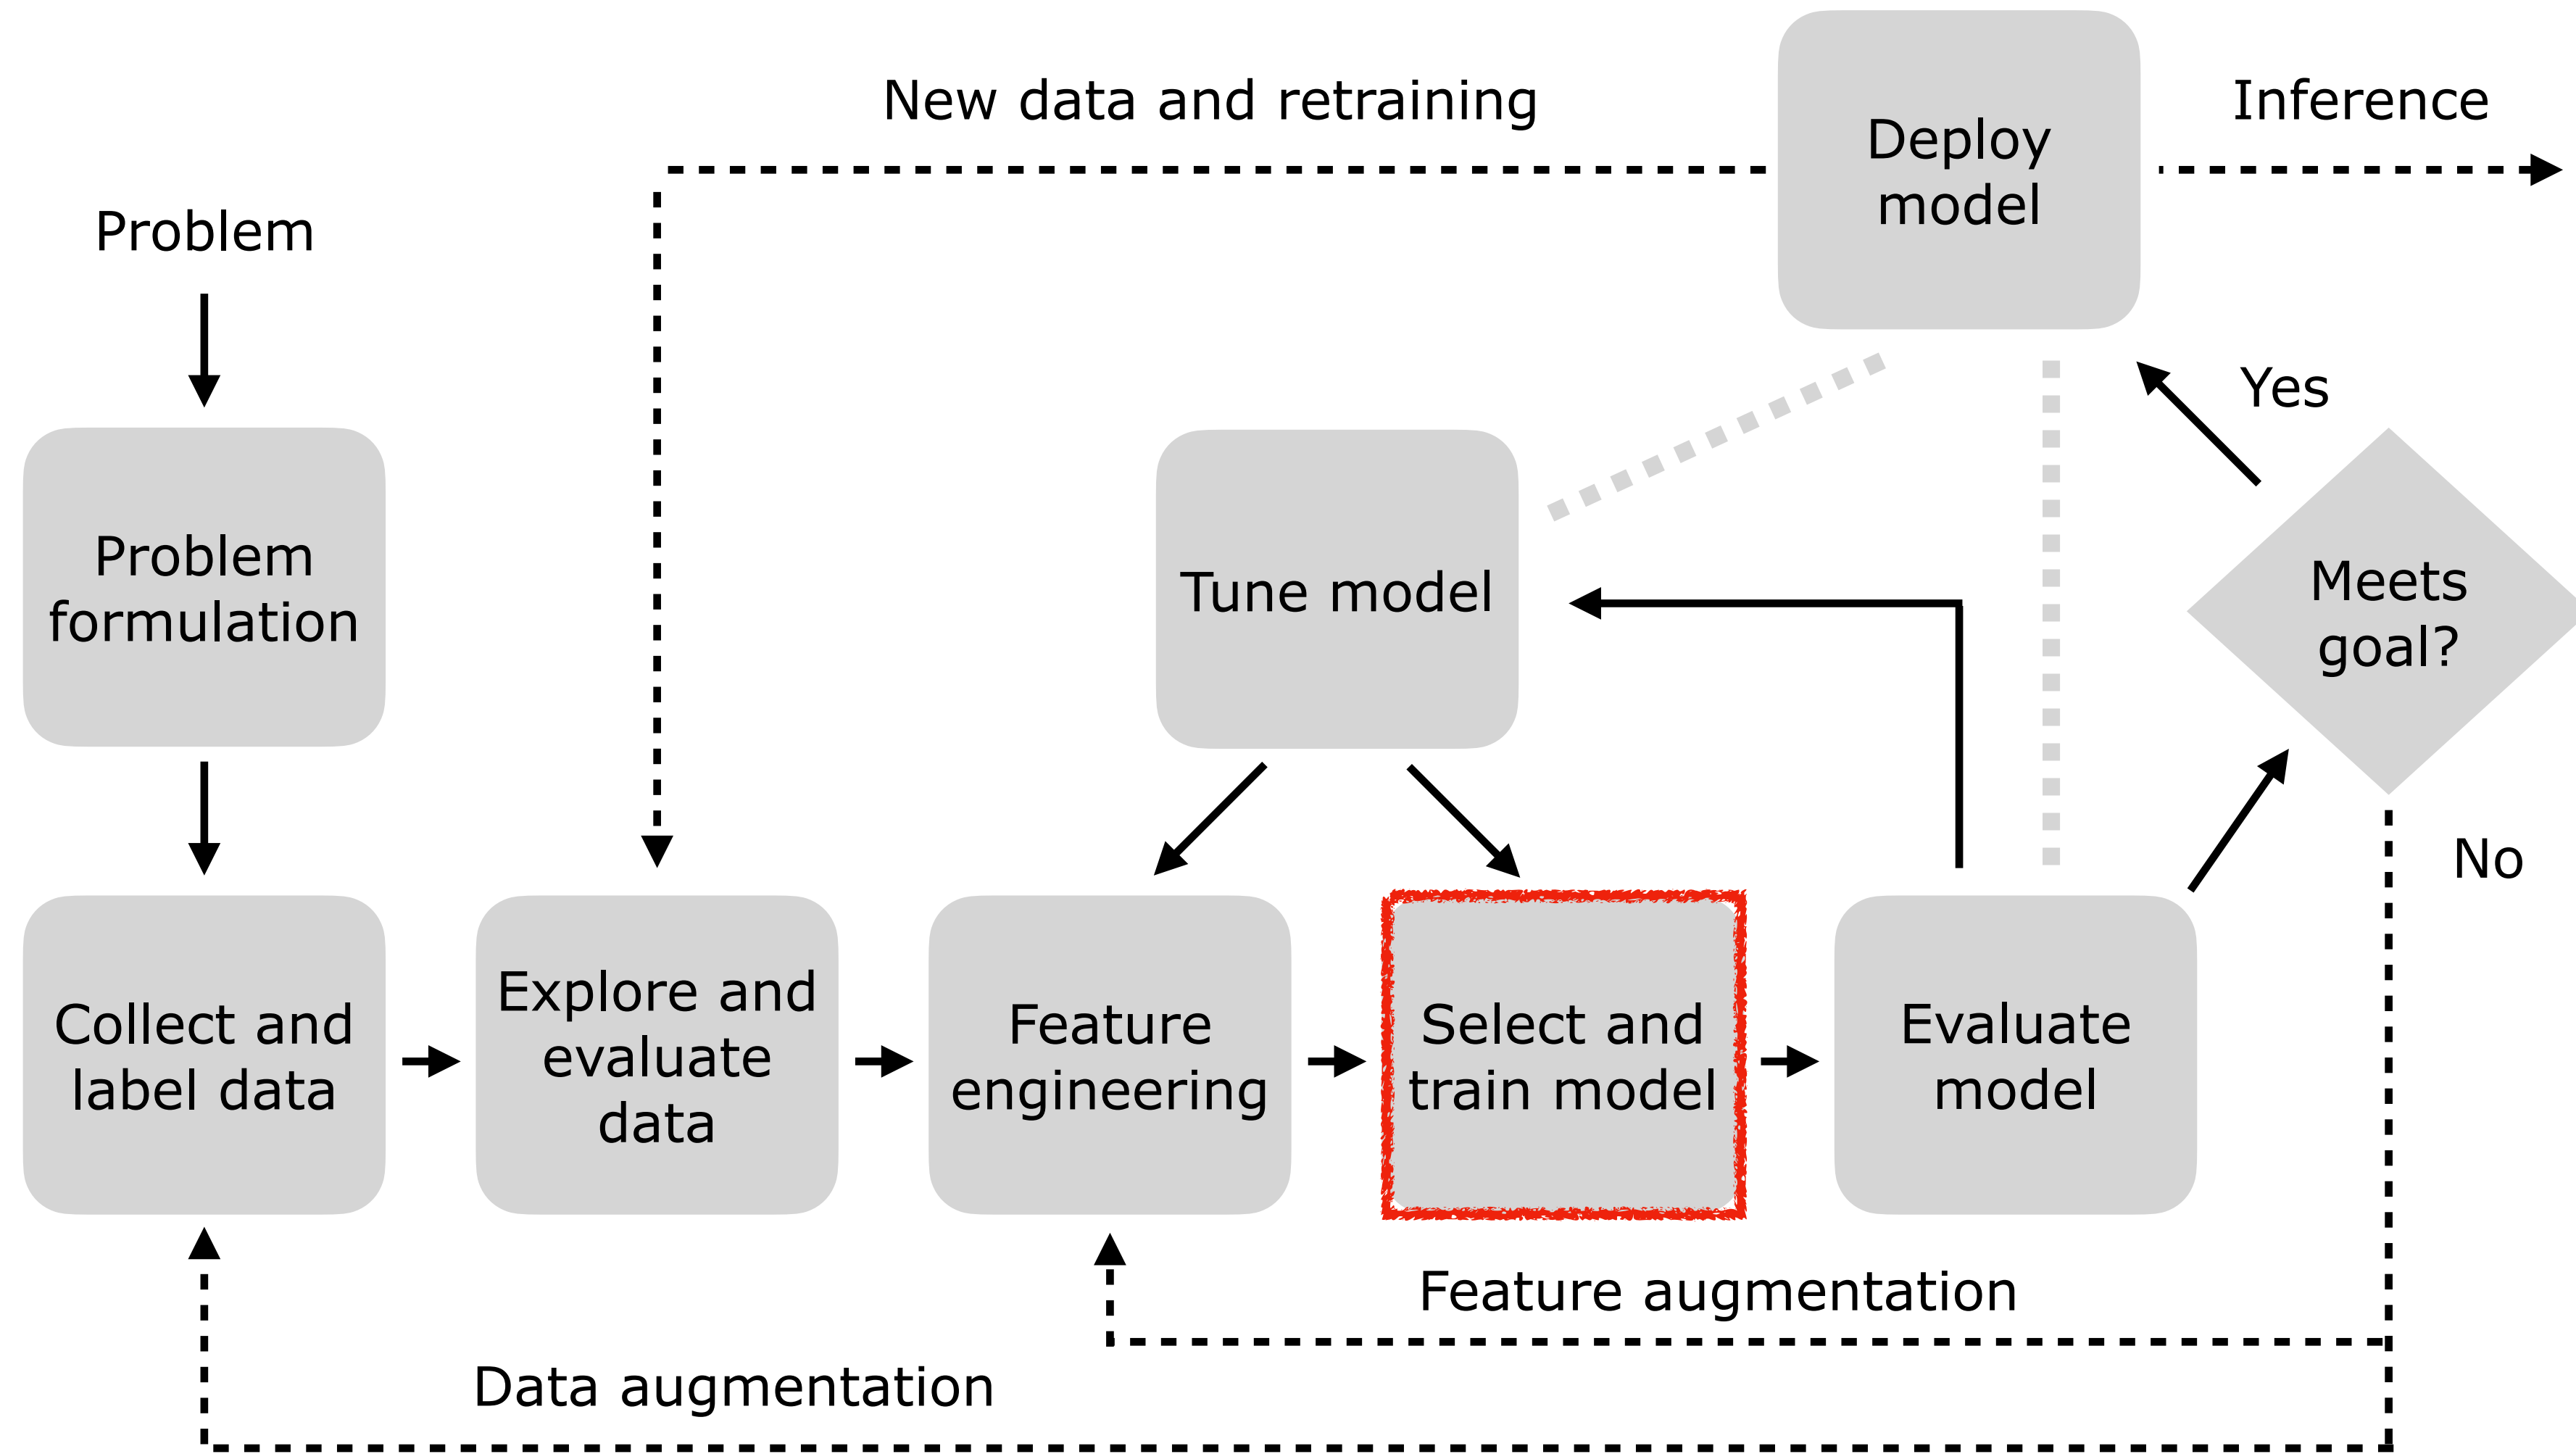 New data and retraining
Deploy
model
Inference
Problem
Yes
Problem
formulation
Tune model
Meets
goal?
No
Collect and
label data
Explore and
evaluate
data
Feature
engineering
Select and
train model
Evaluate
model
Feature augmentation
Data augmentation